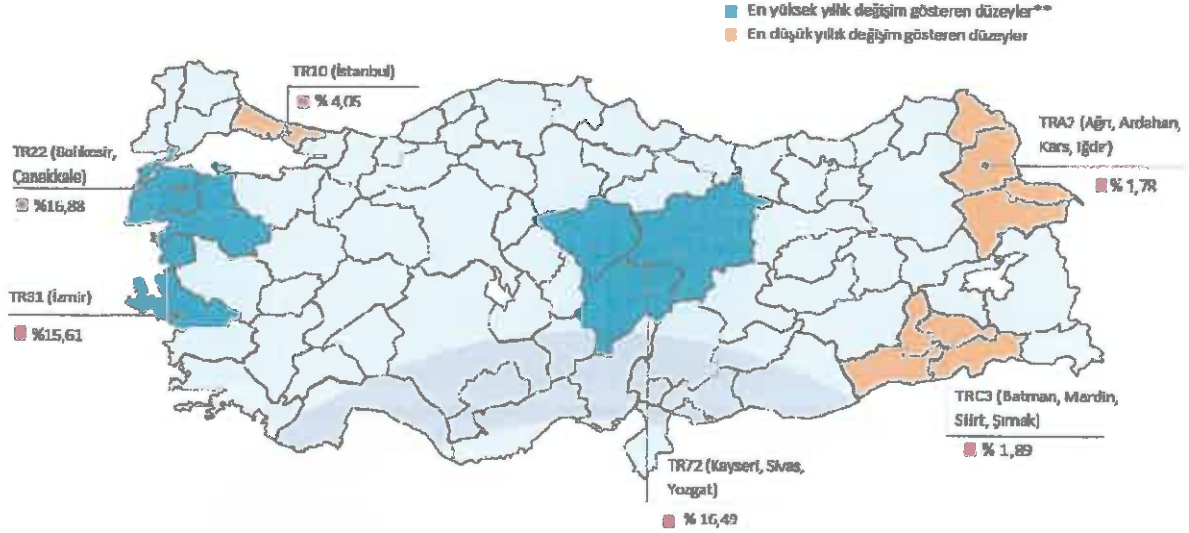 En yüksek yıllık değişim gösteren düzeyler**
En düşük yıllık değişim gösteren düzeyler
TR10 (İstanbul)
% 4,05
TR22 (Balıkesir,
Çanakkale)
%16,88
TR31 (İzmir)
%15,61
TRA2 (Ağrı, Ardahan,
Kars, Iğdır)
% 1,78
TRC3 (Batman, Mardin,
Siirt, Şırnak)
% 1,89
TR72 (Kayseri, Sivas,
Yozgat)
% 16,49